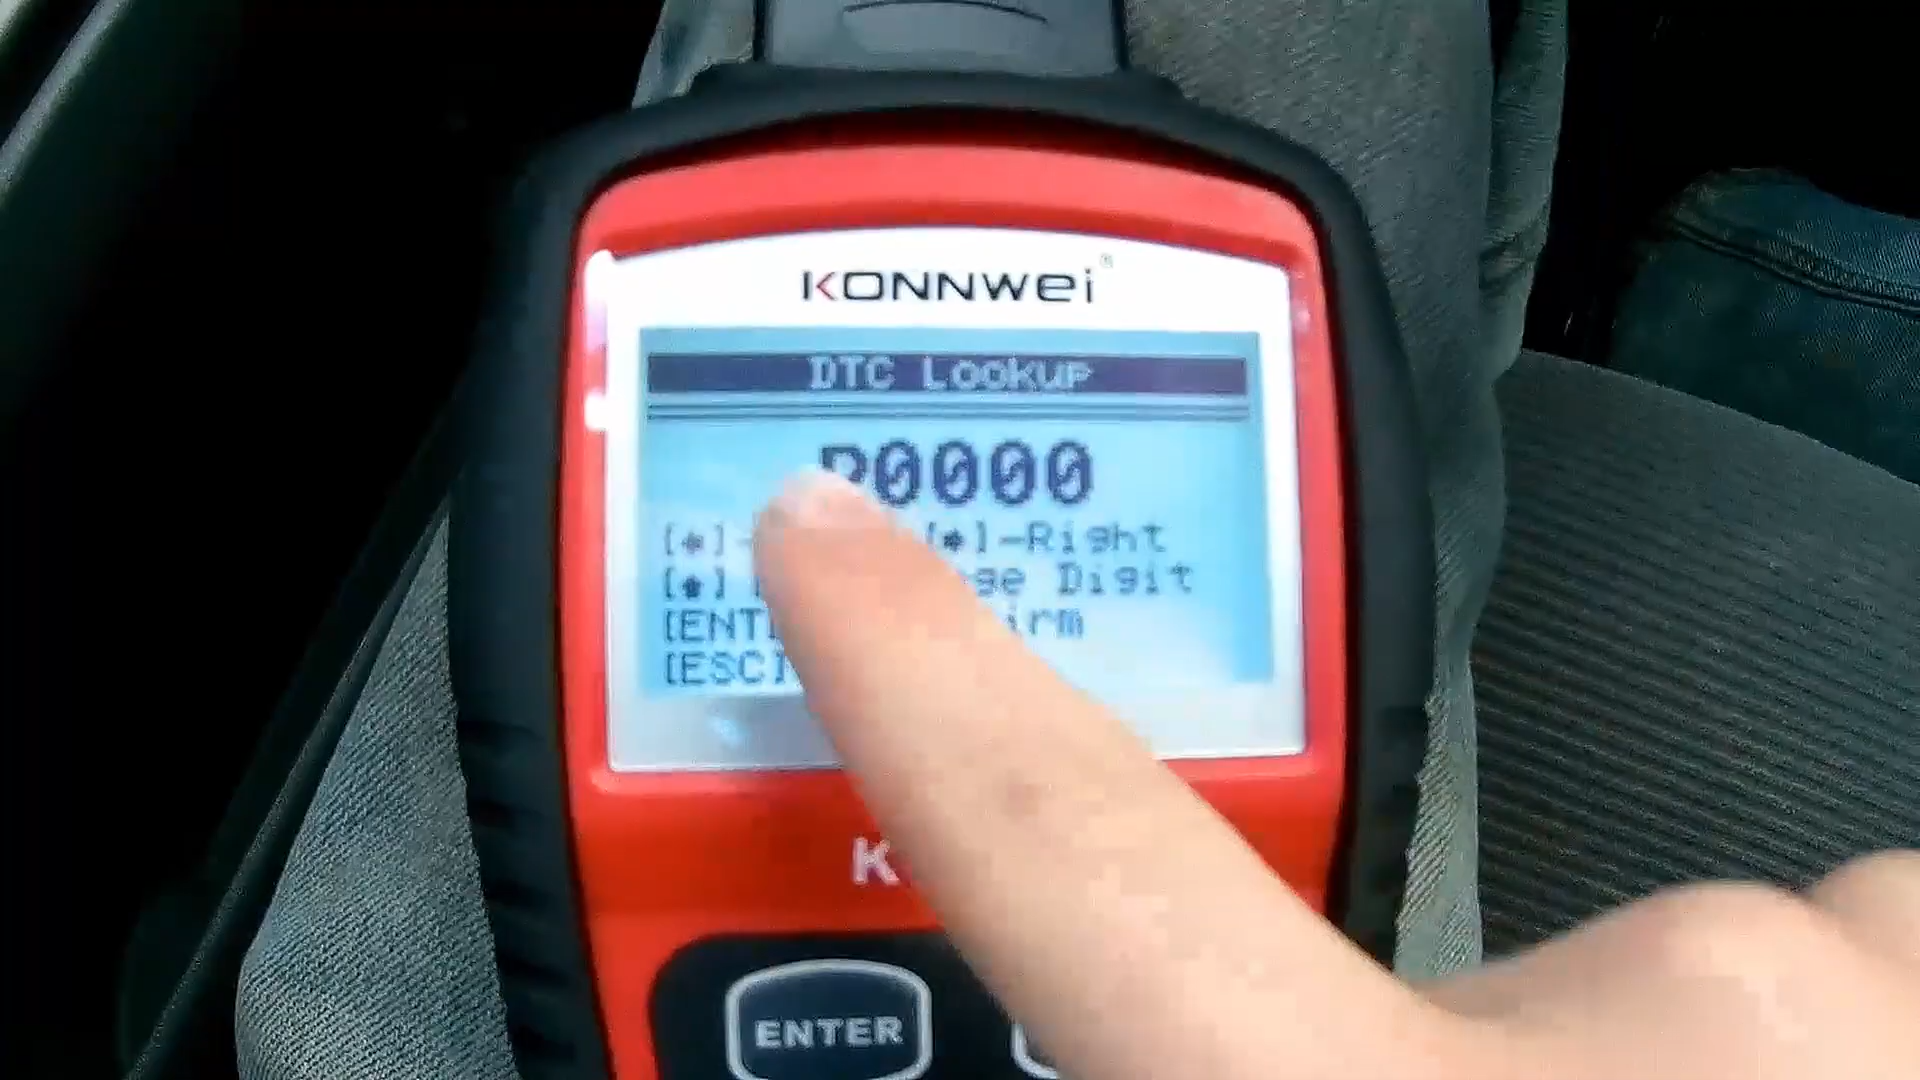 KONNWEI®
DTC Lookup
P0000
[←]- [→]-Right
[↑] ge Digit
[ENT irm
[ESC]
K
ENTER